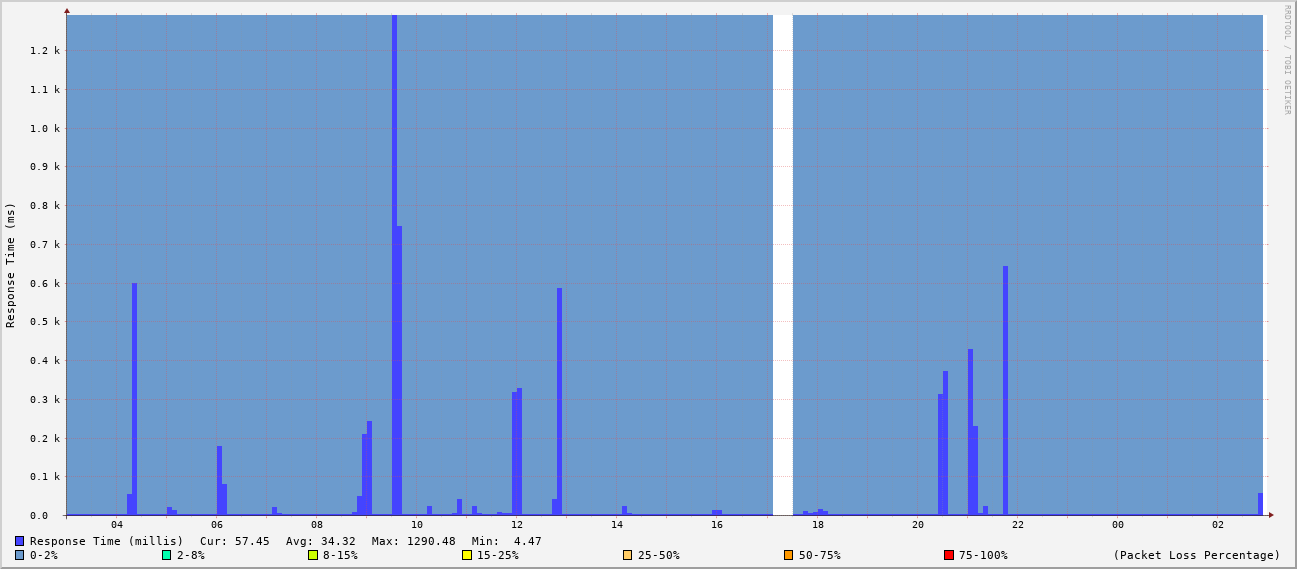 RRDTOOL / TOBI OETIKER
Response Time (ms)
1.2 k
1.1 k
1.0 k
0.9 k
0.8 k
0.7 k
0.6 k
0.5 k
0.4 k
0.3 k
0.2 k
0.1 k
0.0
04 06 08 10 12 14 16 18 20 22 00 02
Response Time (millis) Cur: 57.45 Avg: 34.32 Max: 1290.48 Min: 4.47
0-2% 2-8% 8-15% 15-25% 25-50% 50-75% 75-100% (Packet Loss Percentage)